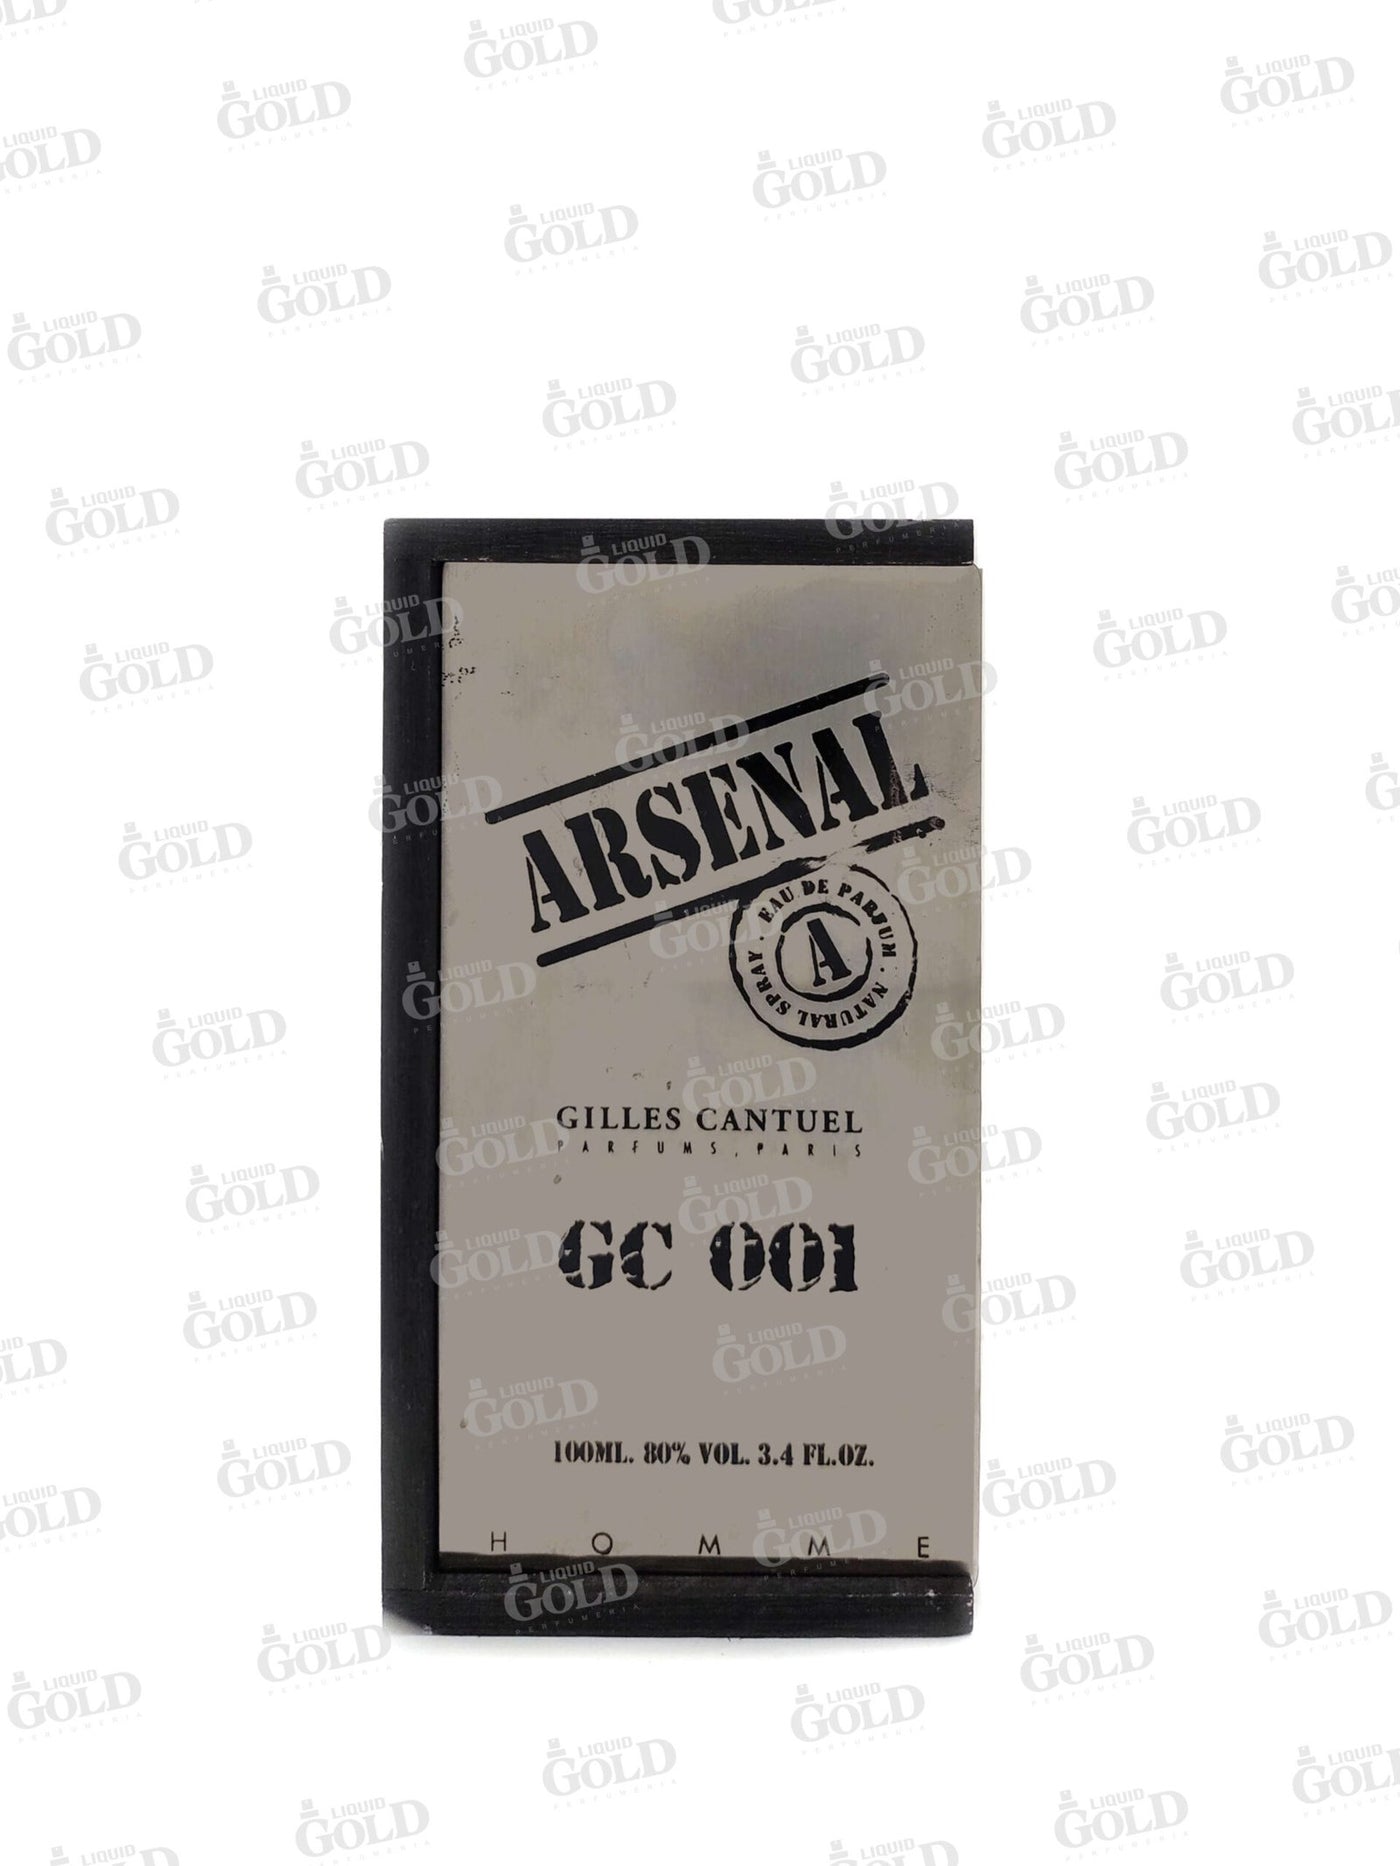 LIQUID
GOLD
PERFUMERIA
ARSENAL
EAU DE PARFUM · NATURAL SPRAY ·
A
GILLES CANTUEL
PARFUMS, PARIS
GC 001
100ML. 80% VOL. 3.4 FL.OZ.
HOMME